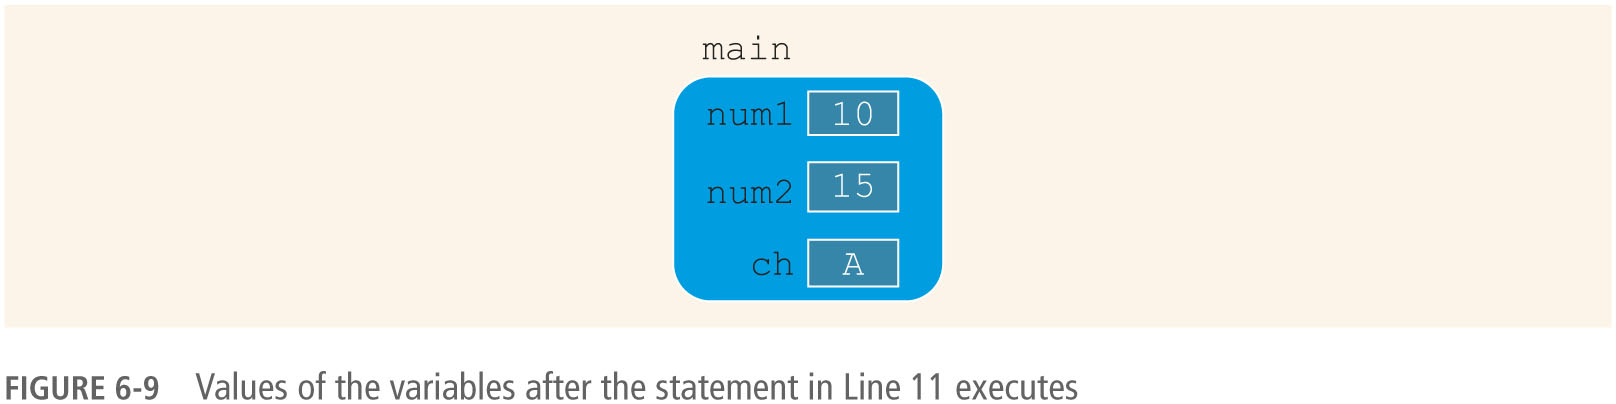 main
num1 10
num2 15
ch A
FIGURE 6-9 Values of the variables after the statement in Line 11 executes